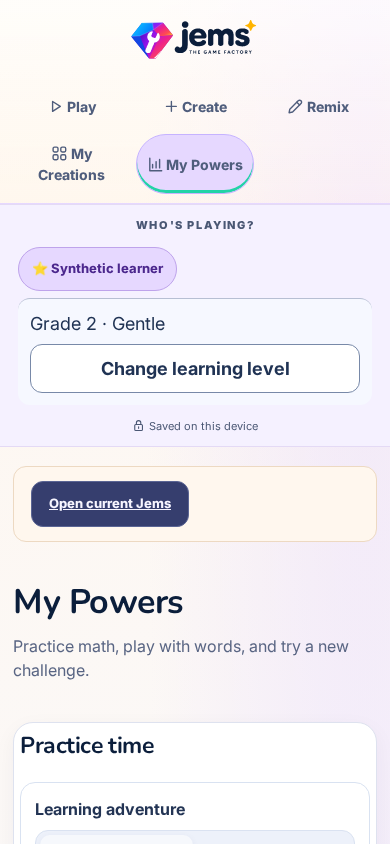 jems
THE GAME FACTORY
Play
Create
Remix
My
Creations
My Powers
WHO'S PLAYING?
Synthetic learner
Grade 2 · Gentle
Change learning level
Saved on this device
Open current Jems
My Powers
Practice math, play with words, and try a new
challenge.
Practice time
Learning adventure